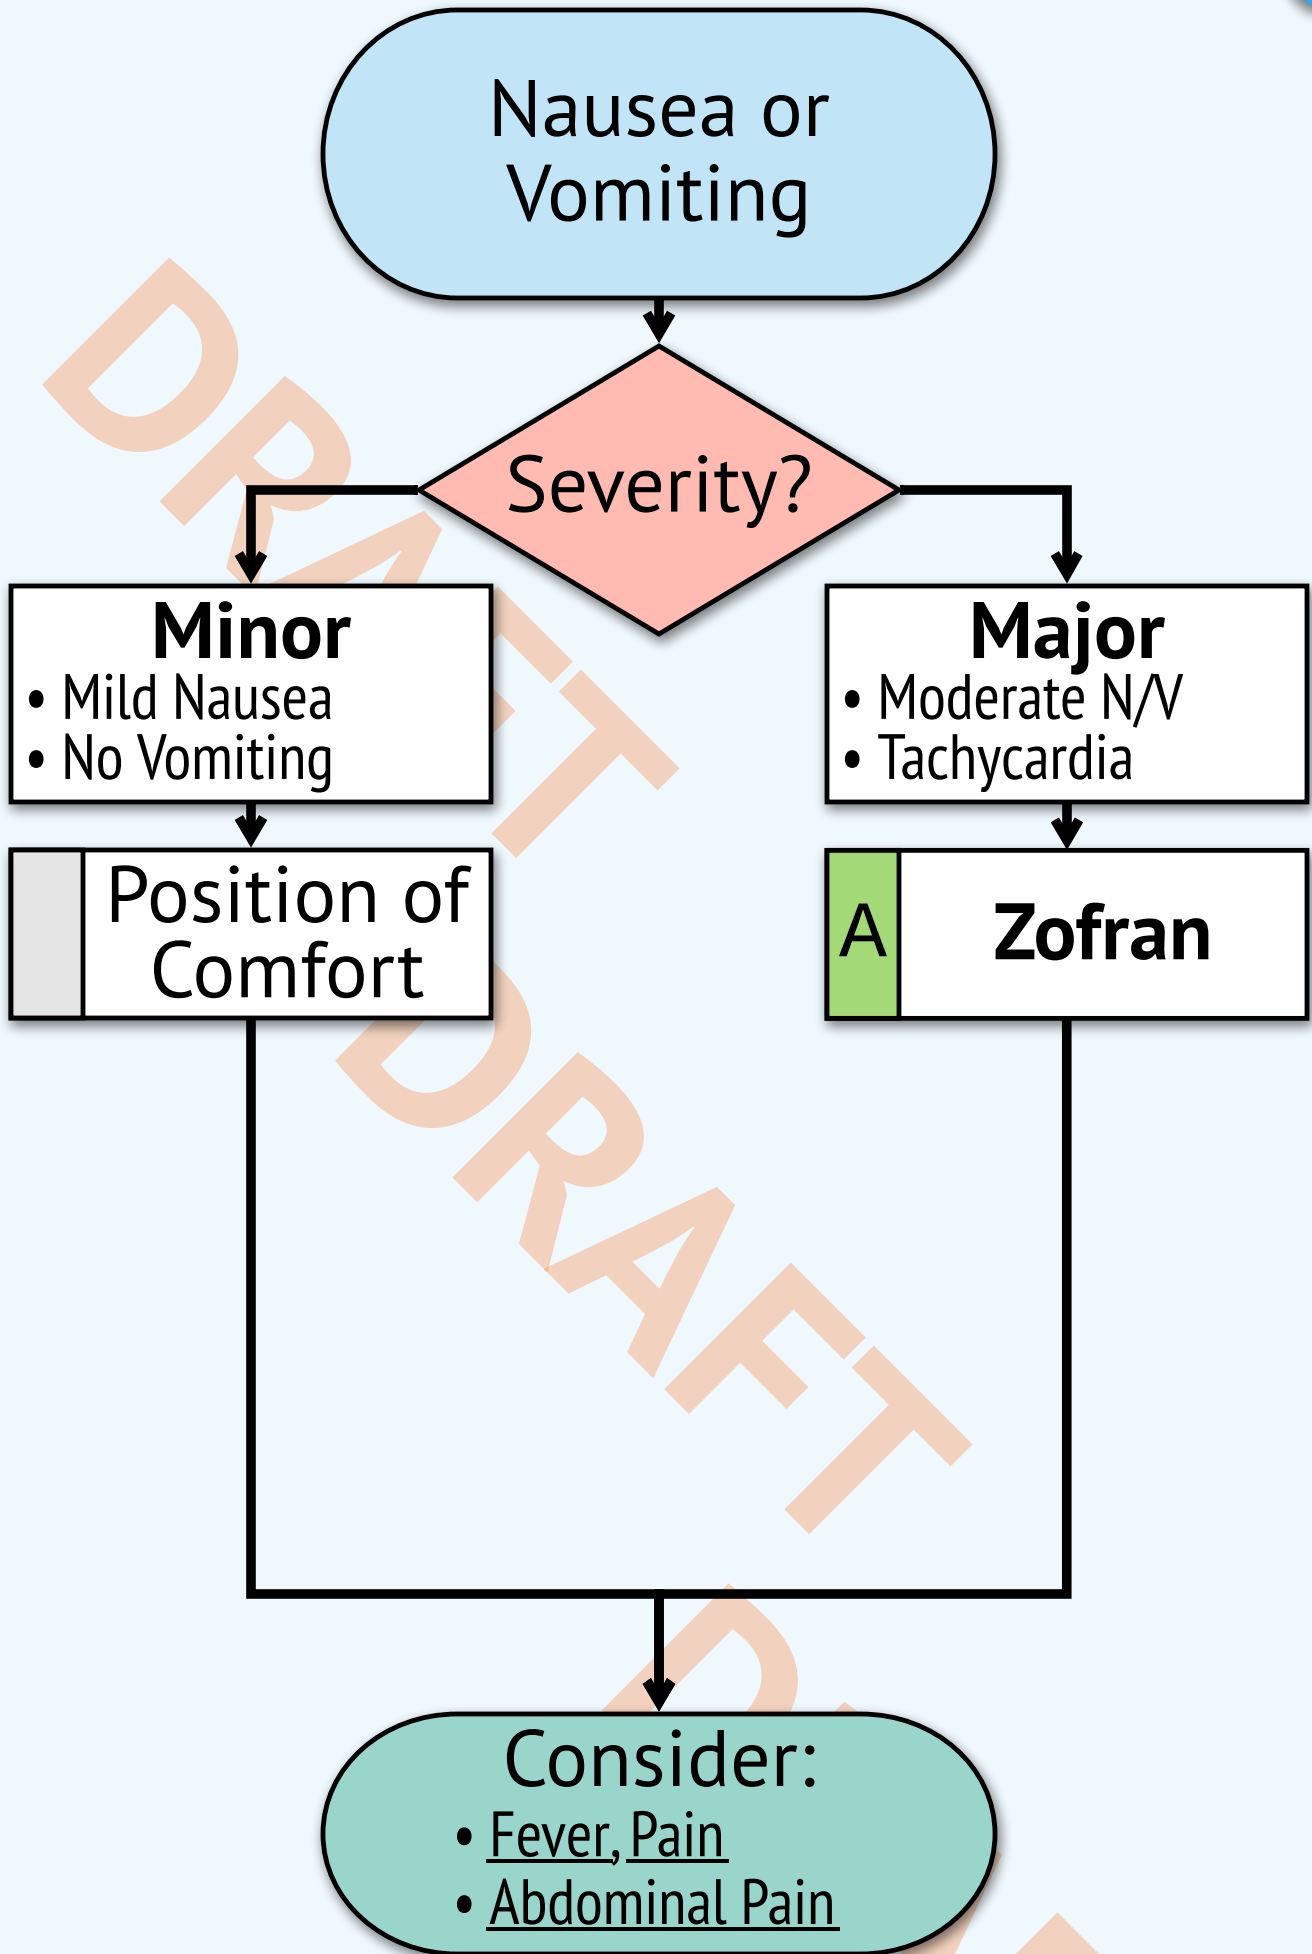 Nausea or
Vomiting
Severity?
Minor
• Mild Nausea
• No Vomiting
Major
• Moderate N/V
• Tachycardia
Position of
Comfort
A
Zofran
Consider:
• Fever, Pain
• Abdominal Pain
DRAFT
DRAFT